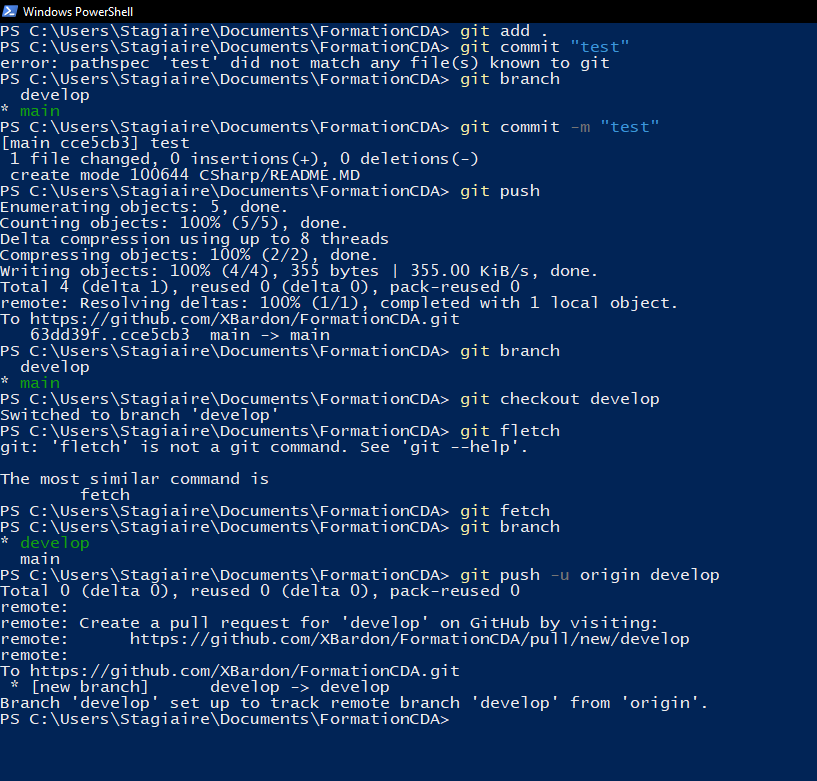 Windows PowerShell
PS C:\Users\Stagiaire\Documents\FormationCDA> git add .
PS C:\Users\Stagiaire\Documents\FormationCDA> git commit "test"
error: pathspec 'test' did not match any file(s) known to git
PS C:\Users\Stagiaire\Documents\FormationCDA> git branch
  develop
* main
PS C:\Users\Stagiaire\Documents\FormationCDA> git commit -m "test"
[main cce5cb3] test
 1 file changed, 0 insertions(+), 0 deletions(-)
 create mode 100644 CSharp/README.MD
PS C:\Users\Stagiaire\Documents\FormationCDA> git push
Enumerating objects: 5, done.
Counting objects: 100% (5/5), done.
Delta compression using up to 8 threads
Compressing objects: 100% (2/2), done.
Writing objects: 100% (4/4), 355 bytes | 355.00 KiB/s, done.
Total 4 (delta 1), reused 0 (delta 0), pack-reused 0
remote: Resolving deltas: 100% (1/1), completed with 1 local object.
To https://github.com/XBardon/FormationCDA.git
   63dd39f..cce5cb3  main -> main
PS C:\Users\Stagiaire\Documents\FormationCDA> git branch
  develop
* main
PS C:\Users\Stagiaire\Documents\FormationCDA> git checkout develop
Switched to branch 'develop'
PS C:\Users\Stagiaire\Documents\FormationCDA> git fletch
git: 'fletch' is not a git command. See 'git --help'.

The most similar command is
        fetch
PS C:\Users\Stagiaire\Documents\FormationCDA> git fetch
PS C:\Users\Stagiaire\Documents\FormationCDA> git branch
* develop
  main
PS C:\Users\Stagiaire\Documents\FormationCDA> git push -u origin develop
Total 0 (delta 0), reused 0 (delta 0), pack-reused 0
remote:
remote: Create a pull request for 'develop' on GitHub by visiting:
remote:      https://github.com/XBardon/FormationCDA/pull/new/develop
remote:
To https://github.com/XBardon/FormationCDA.git
 * [new branch]      develop -> develop
Branch 'develop' set up to track remote branch 'develop' from 'origin'.
PS C:\Users\Stagiaire\Documents\FormationCDA>